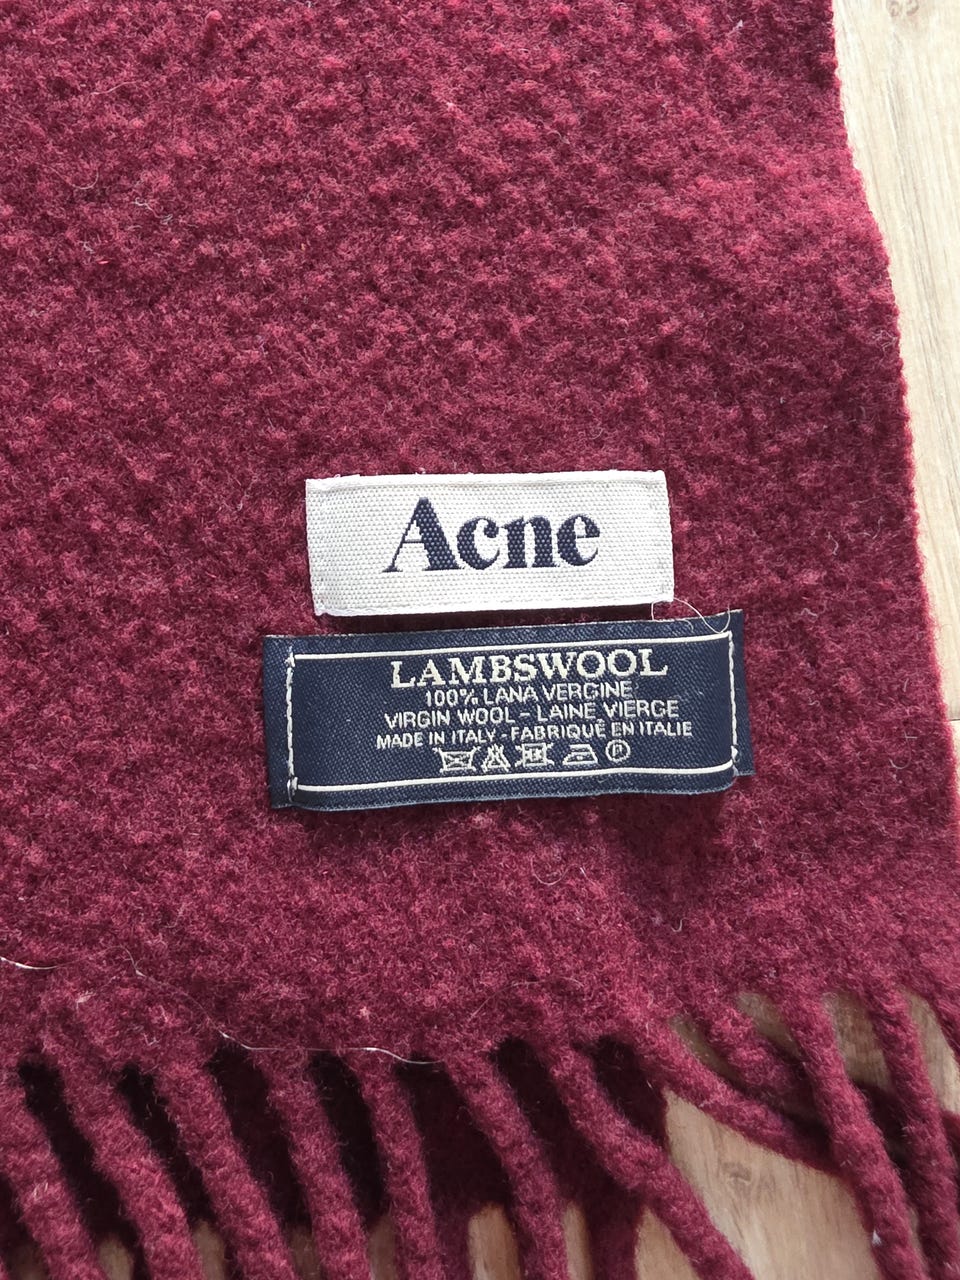 Acne
LAMBSWOOL
100% LANA VERGINE
VIRGIN WOOL - LAINE VIERGE
MADE IN ITALY - FABRIQUÉ EN ITALIE
P